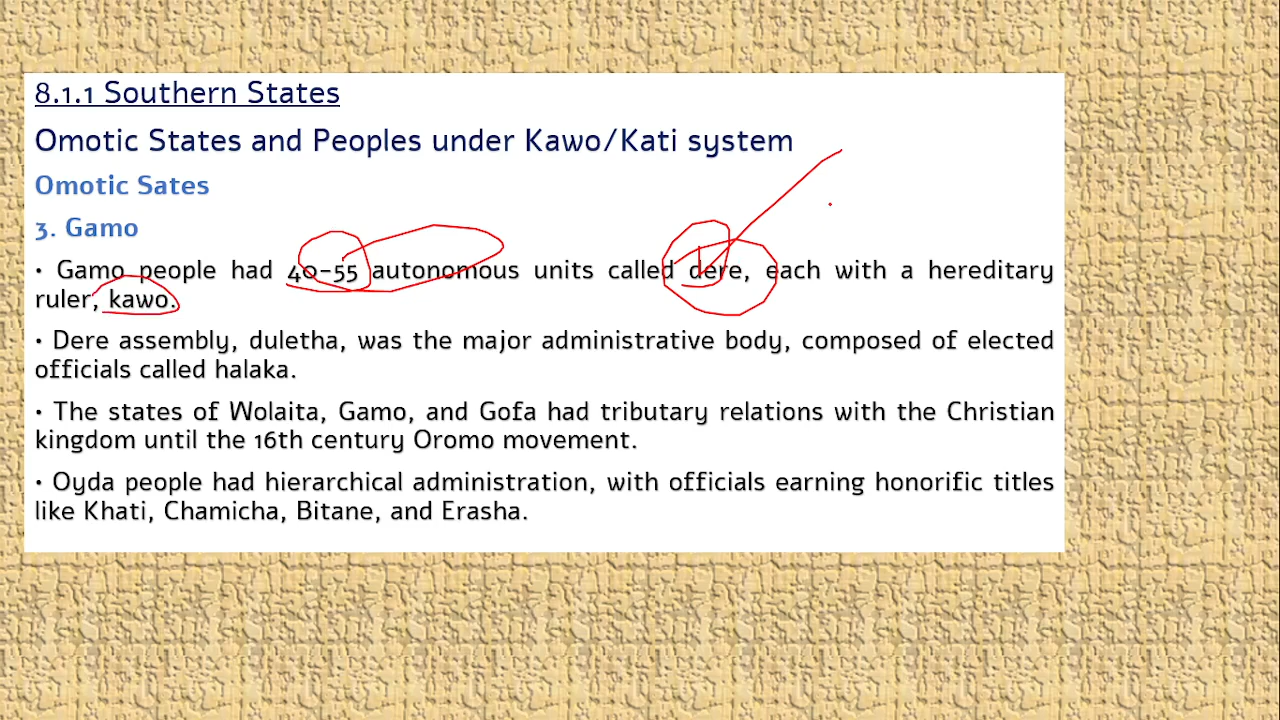 8.1.1 Southern States
Omotic States and Peoples under Kawo/Kati system
Omotic Sates
3. Gamo
• Gamo people had 40-55 autonomous units called dere, each with a hereditary
ruler, kawo.
• Dere assembly, duletha, was the major administrative body, composed of elected
officials called halaka.
• The states of Wolaita, Gamo, and Gofa had tributary relations with the Christian
kingdom until the 16th century Oromo movement.
• Oyda people had hierarchical administration, with officials earning honorific titles
like Khati, Chamicha, Bitane, and Erasha.